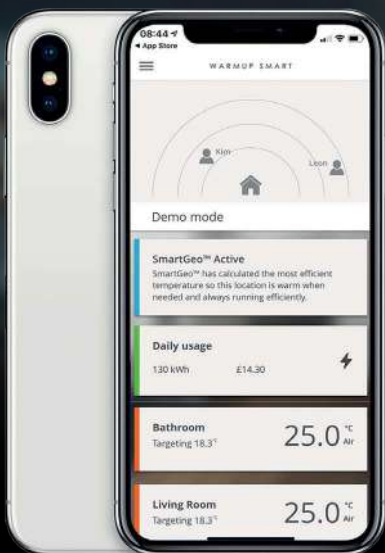 08:44
App Store
WARMUP SMART
Kim
Leon
Demo mode
SmartGeo™ Active
SmartGeo™ has calculated the most efficient
temperature so this location is warm when
needed and always running efficiently.
Daily usage
130 kWh £14.30
Bathroom
Targeting 18.3°
25.0 °C Air
Living Room
Targeting 18.3°
25.0 °C Air